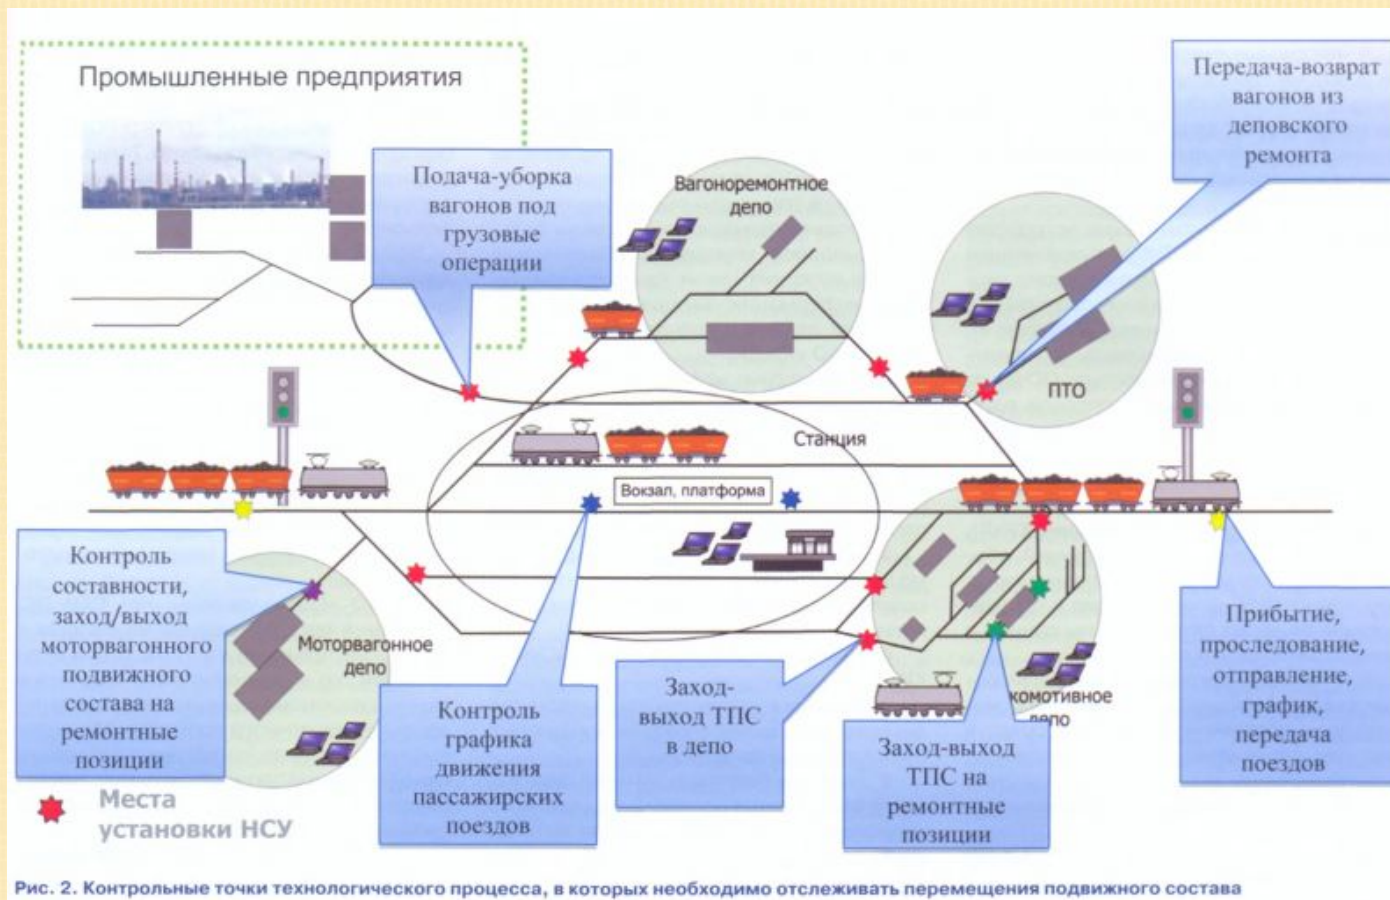 Промышленные предприятия
Передача-возврат
вагонов из
деповского
ремонта
Подача-уборка
вагонов под
грузовые
операции
Вагоноремонтное
депо
ПТО
Станция
Вокзал, платформа
Контроль
составности,
заход/выход
моторвагонного
подвижного
состава на
ремонтные
позиции
Моторвагонное
депо
Контроль
графика
движения
пассажирских
поездов
Заход-
выход ТПС
в депо
Заход-выход
ТПС на
ремонтные
позиции
комотивное
депо
Прибытие,
проследование,
отправление,
график,
передача
поездов
Места
установки НСУ
Рис. 2. Контрольные точки технологического процесса, в которых необходимо отслеживать перемещения подвижного состава